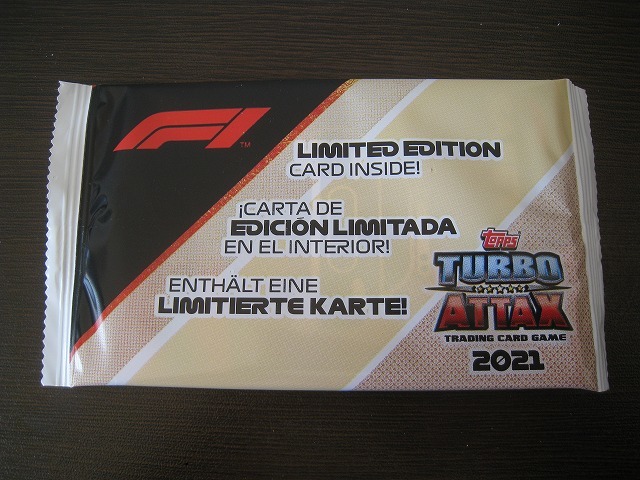 F1
TM
LIMITED EDITION
CARD INSIDE!
¡CARTA DE
EDICIÓN LIMITADA
EN EL INTERIOR!
ENTHÄLT EINE
LIMITIERTE KARTE!
TOPPS
TURBO
ATTAX
TRADING CARD GAME
2021